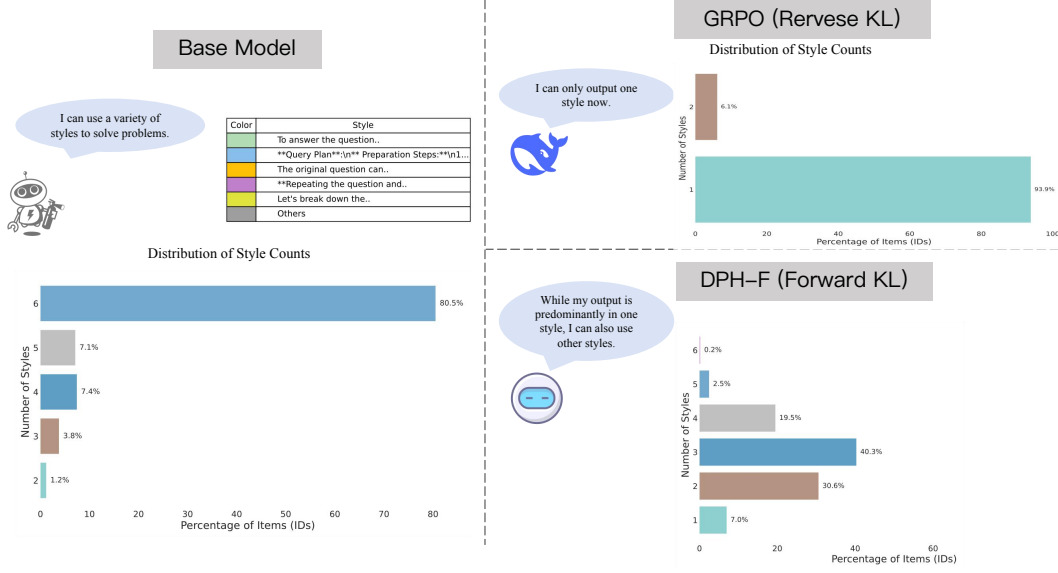 Base Model
I can use a variety of
styles to solve problems.
Color Style
To answer the question..
**Query Plan**:\n** Preparation Steps:**\n1...
The original question can..
**Repeating the question and..
Let's break down the..
Others
Distribution of Style Counts
Number of Styles
6 80.5%
5 7.1%
4 7.4%
3 3.8%
2 1.2%
0 10 20 30 40 50 60 70 80
Percentage of Items (IDs)
GRPO (Rervese KL)
Distribution of Style Counts
I can only output one
style now.
Number of Styles
2 6.1%
1 93.9%
0 20 40 60 80 100
Percentage of Items (IDs)
DPH–F (Forward KL)
While my output is
predominantly in one
style, I can also use
other styles.
Number of Styles
6 0.2%
5 2.5%
4 19.5%
3 40.3%
2 30.6%
1 7.0%
0 20 40 60
Percentage of Items (IDs)